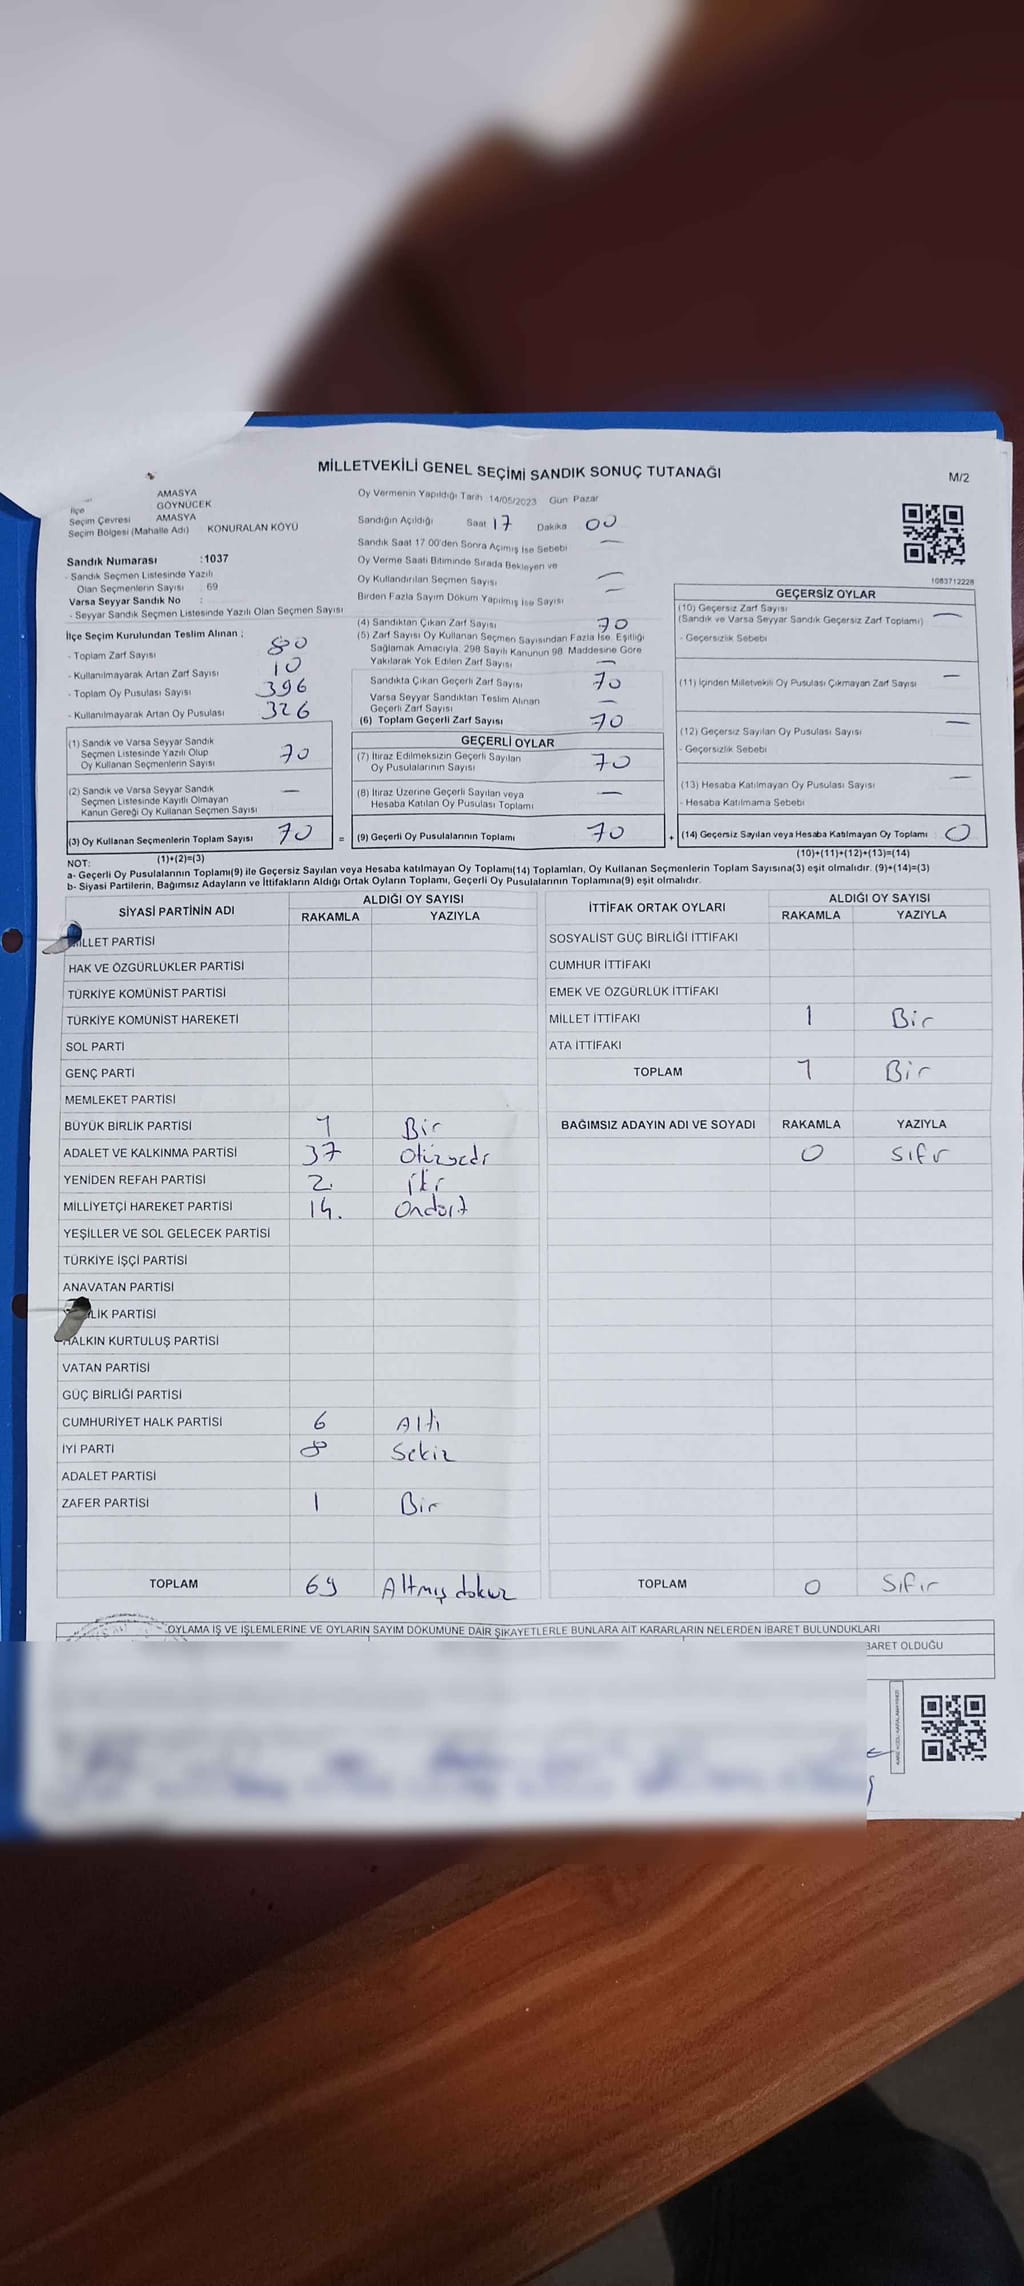 MİLLETVEKİLİ GENEL SEÇİMİ SANDIK SONUÇ TUTANAĞI
M/2
AMASYA
İlçe GÖYNÜCEK
Seçim Çevresi AMASYA
Seçim Bölgesi (Mahalle Adı) KONURALAN KÖYÜ
Sandık Numarası :1037
- Sandık Seçmen Listesinde Yazılı
Olan Seçmenlerin Sayısı : 69
Varsa Seyyar Sandık No :
- Seyyar Sandık Seçmen Listesinde Yazılı Olan Seçmen Sayısı
İlçe Seçim Kurulundan Teslim Alınan :
- Toplam Zarf Sayısı 80
- Kullanılmayarak Artan Zarf Sayısı 10
- Toplam Oy Pusulası Sayısı 396
- Kullanılmayarak Artan Oy Pusulası 326
(1) Sandık ve Varsa Seyyar Sandık
Seçmen Listesinde Yazılı Olup
Oy Kullanan Seçmenlerin Sayısı 70
(2) Sandık ve Varsa Seyyar Sandık
Seçmen Listesinde Kayıtlı Olmayan
Kanun Gereği Oy Kullanan Seçmen Sayısı —
(3) Oy Kullanan Seçmenlerin Toplam Sayısı 70 =
(1)+(2)=(3)
Oy Vermenin Yapıldığı Tarih 14/05/2023 Gün Pazar
Sandığın Açıldığı Saat 17 Dakika 00
Sandık Saat 17.00'den Sonra Açılmış İse Sebebi —
Oy Verme Saati Bitiminde Sırada Bekleyen ve
Oy Kullandırılan Seçmen Sayısı —
Birden Fazla Sayım Döküm Yapılmış ise Sayısı —
(4) Sandıktan Çıkan Zarf Sayısı 70
(5) Zarf Sayısı Oy Kullanan Seçmen Sayısından Fazla İse, Eşitliği
Sağlamak Amacıyla, 298 Sayılı Kanunun 98. Maddesine Göre
Yakılarak Yok Edilen Zarf Sayısı —
Sandıkta Çıkan Geçerli Zarf Sayısı 70
Varsa Seyyar Sandıktan Teslim Alınan
Geçerli Zarf Sayısı —
(6) Toplam Geçerli Zarf Sayısı 70
GEÇERLİ OYLAR
(7) İtiraz Edilmeksizin Geçerli Sayılan
Oy Pusulalarının Sayısı 70
(8) İtiraz Üzerine Geçerli Sayılan veya
Hesaba Katılan Oy Pusulası Toplamı —
(9) Geçerli Oy Pusulalarının Toplamı 70 +
1083712228
GEÇERSİZ OYLAR
(10) Geçersiz Zarf Sayısı
(Sandık ve Varsa Seyyar Sandık Geçersiz Zarf Toplamı) —
- Geçersizlik Sebebi
(11) İçinden Milletvekili Oy Pusulası Çıkmayan Zarf Sayısı —
(12) Geçersiz Sayılan Oy Pusulası Sayısı —
- Geçersizlik Sebebi
(13) Hesaba Katılmayan Oy Pusulası Sayısı —
- Hesaba Katılmama Sebebi
(14) Geçersiz Sayılan veya Hesaba Katılmayan Oy Toplamı 0
(10)+(11)+(12)+(13)=(14)
NOT:
a- Geçerli Oy Pusulalarının Toplamı(9) ile Geçersiz Sayılan veya Hesaba katılmayan Oy Toplamı(14) Toplamları, Oy Kullanan Seçmenlerin Toplam Sayısına(3) eşit olmalıdır. (9)+(14)=(3)
b- Siyasi Partilerin, Bağımsız Adayların ve İttifakların Aldığı Ortak Oyların Toplamı, Geçerli Oy Pusulalarının Toplamına(9) eşit olmalıdır.
SİYASİ PARTİNİN ADI ALDIĞI OY SAYISI
RAKAMLA YAZIYLA
MİLLET PARTİSİ
HAK VE ÖZGÜRLÜKLER PARTİSİ
TÜRKİYE KOMÜNİST PARTİSİ
TÜRKİYE KOMÜNİST HAREKETİ
SOL PARTİ
GENÇ PARTİ
MEMLEKET PARTİSİ
BÜYÜK BİRLİK PARTİSİ 1 Bir
ADALET VE KALKINMA PARTİSİ 37 Otüzyedi
YENİDEN REFAH PARTİSİ 2. İki
MİLLİYETÇİ HAREKET PARTİSİ 14. Ondört
YEŞİLLER VE SOL GELECEK PARTİSİ
TÜRKİYE İŞÇİ PARTİSİ
ANAVATAN PARTİSİ
LİK PARTİSİ
HALKIN KURTULUŞ PARTİSİ
VATAN PARTİSİ
GÜÇ BİRLİĞİ PARTİSİ
CUMHURİYET HALK PARTİSİ 6 Altı
İYİ PARTİ 8 Sekiz
ADALET PARTİSİ
ZAFER PARTİSİ 1 Bir
TOPLAM 69 Altmış dokuz
İTTİFAK ORTAK OYLARI ALDIĞI OY SAYISI
RAKAMLA YAZIYLA
SOSYALİST GÜÇ BİRLİĞİ İTTİFAKI
CUMHUR İTTİFAKI
EMEK VE ÖZGÜRLÜK İTTİFAKI
MİLLET İTTİFAKI 1 Bir
ATA İTTİFAKI
TOPLAM 1 Bir
BAĞIMSIZ ADAYIN ADI VE SOYADI RAKAMLA YAZIYLA
0 Sıfır
TOPLAM 0 Sıfır
OYLAMA İŞ VE İŞLEMLERİNE VE OYLARIN SAYIM DÖKÜMÜNE DAİR ŞİKAYETLERLE BUNLARA AİT KARARLARIN NELERDEN İBARET BULUNDUKLARI
BARET OLDUĞU